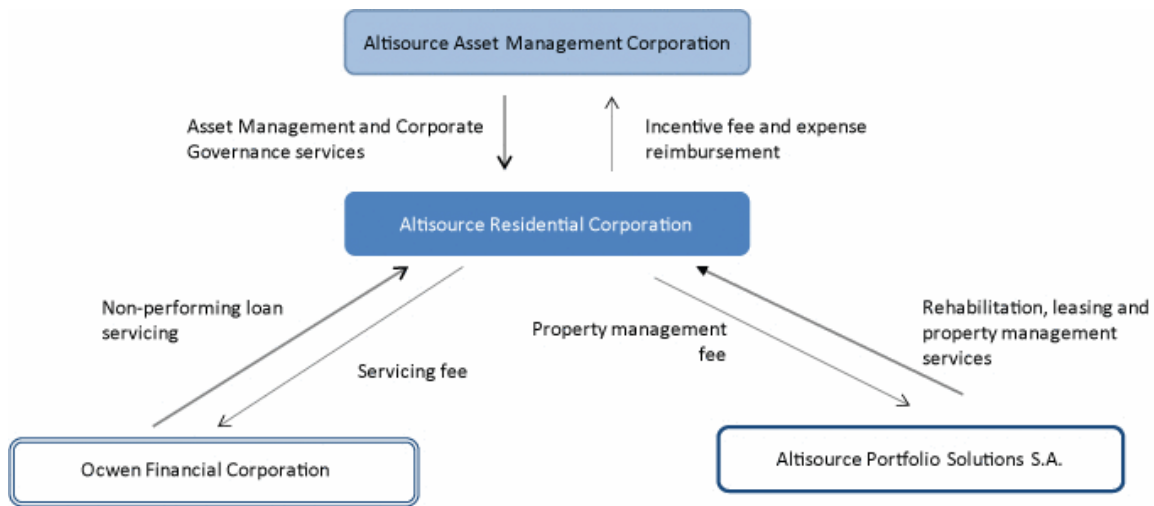 Altisource Asset Management Corporation
Asset Management and Corporate
Governance services
Incentive fee and expense
reimbursement
Altisource Residential Corporation
Non-performing loan
servicing
Servicing fee
Property management
fee
Rehabilitation, leasing and
property management
services
Ocwen Financial Corporation
Altisource Portfolio Solutions S.A.